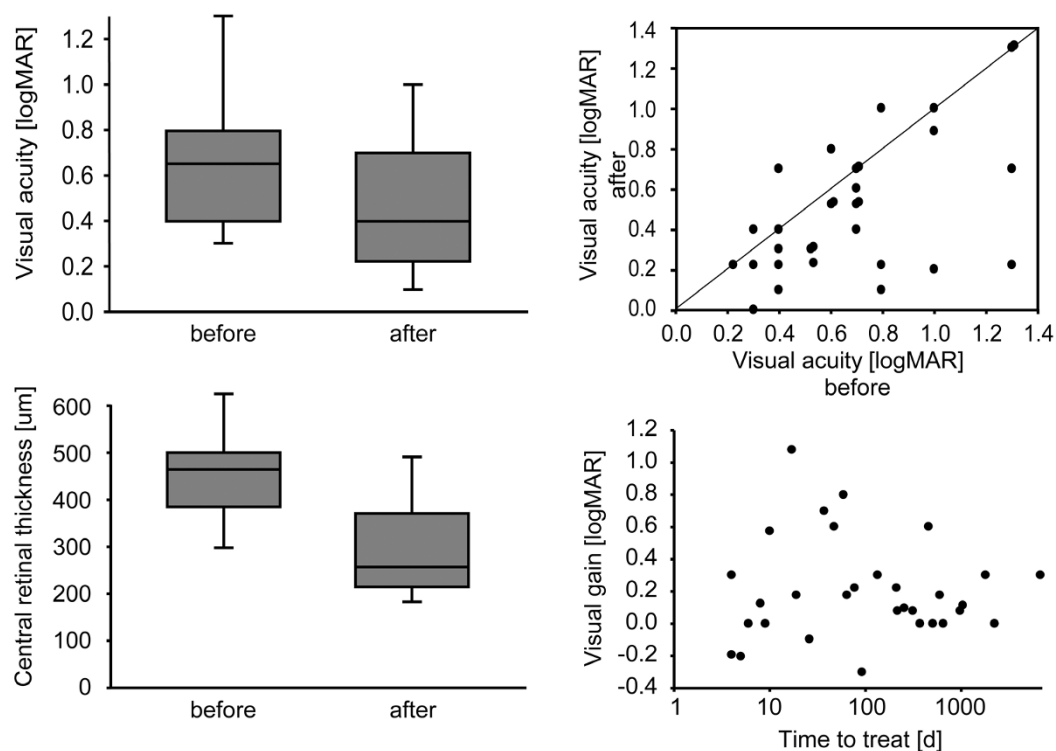 Visual acuity [logMAR]
1.2
1.0
0.8
0.6
0.4
0.2
0.0
before after
Visual acuity [logMAR]
after
1.4
1.2
1.0
0.8
0.6
0.4
0.2
0.0
0.0 0.2 0.4 0.6 0.8 1.0 1.2 1.4
Visual acuity [logMAR]
before
Central retinal thickness [um]
600
500
400
300
200
100
0
before after
Visual gain [logMAR]
1.2
1.0
0.8
0.6
0.4
0.2
0.0
-0.2
-0.4
1 10 100 1000
Time to treat [d]